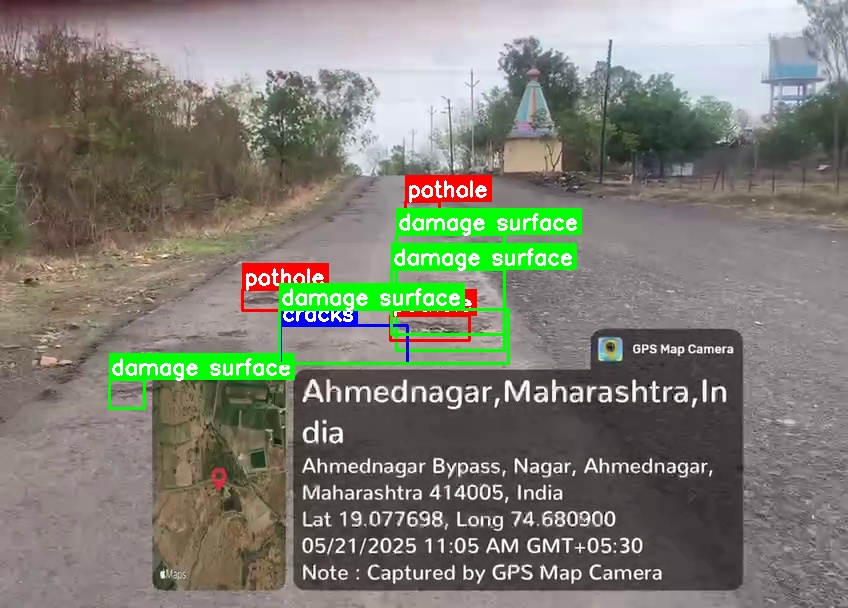 pothole
damage surface
damage surface
pothole
damage surface
cracks
damage surface
GPS Map Camera
Ahmednagar,Maharashtra,In
dia
Ahmednagar Bypass, Nagar, Ahmednagar,
Maharashtra 414005, India
Lat 19.077698, Long 74.680900
05/21/2025 11:05 AM GMT+05:30
Note : Captured by GPS Map Camera
Maps